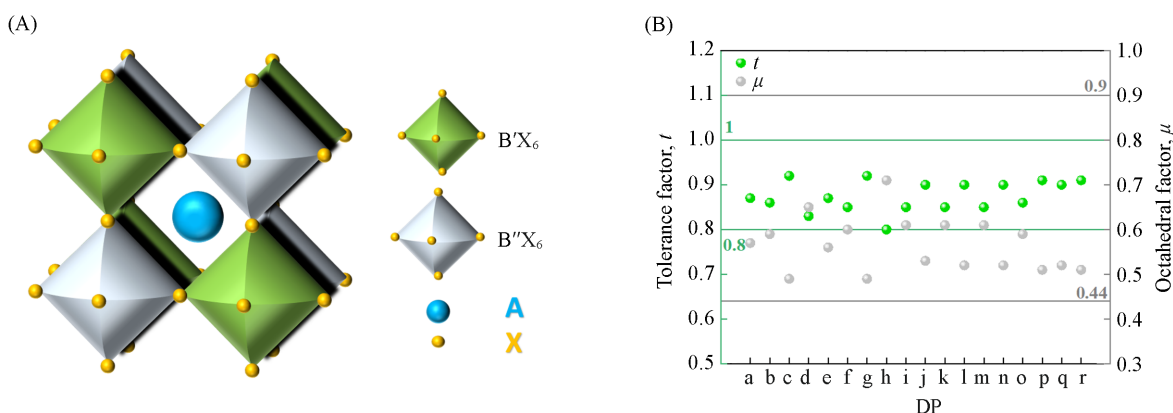 (A)
B′X₆
B″X₆
A
X
(B)
t
μ
Tolerance factor, t
1.2
1.1
1.0
0.9
0.8
0.7
0.6
0.5
1
0.8
0.9
0.44
1.0
0.9
0.8
0.7
0.6
0.5
0.4
0.3
Octahedral factor, μ
a b c d e f g h i j k l m n o p q r
DP